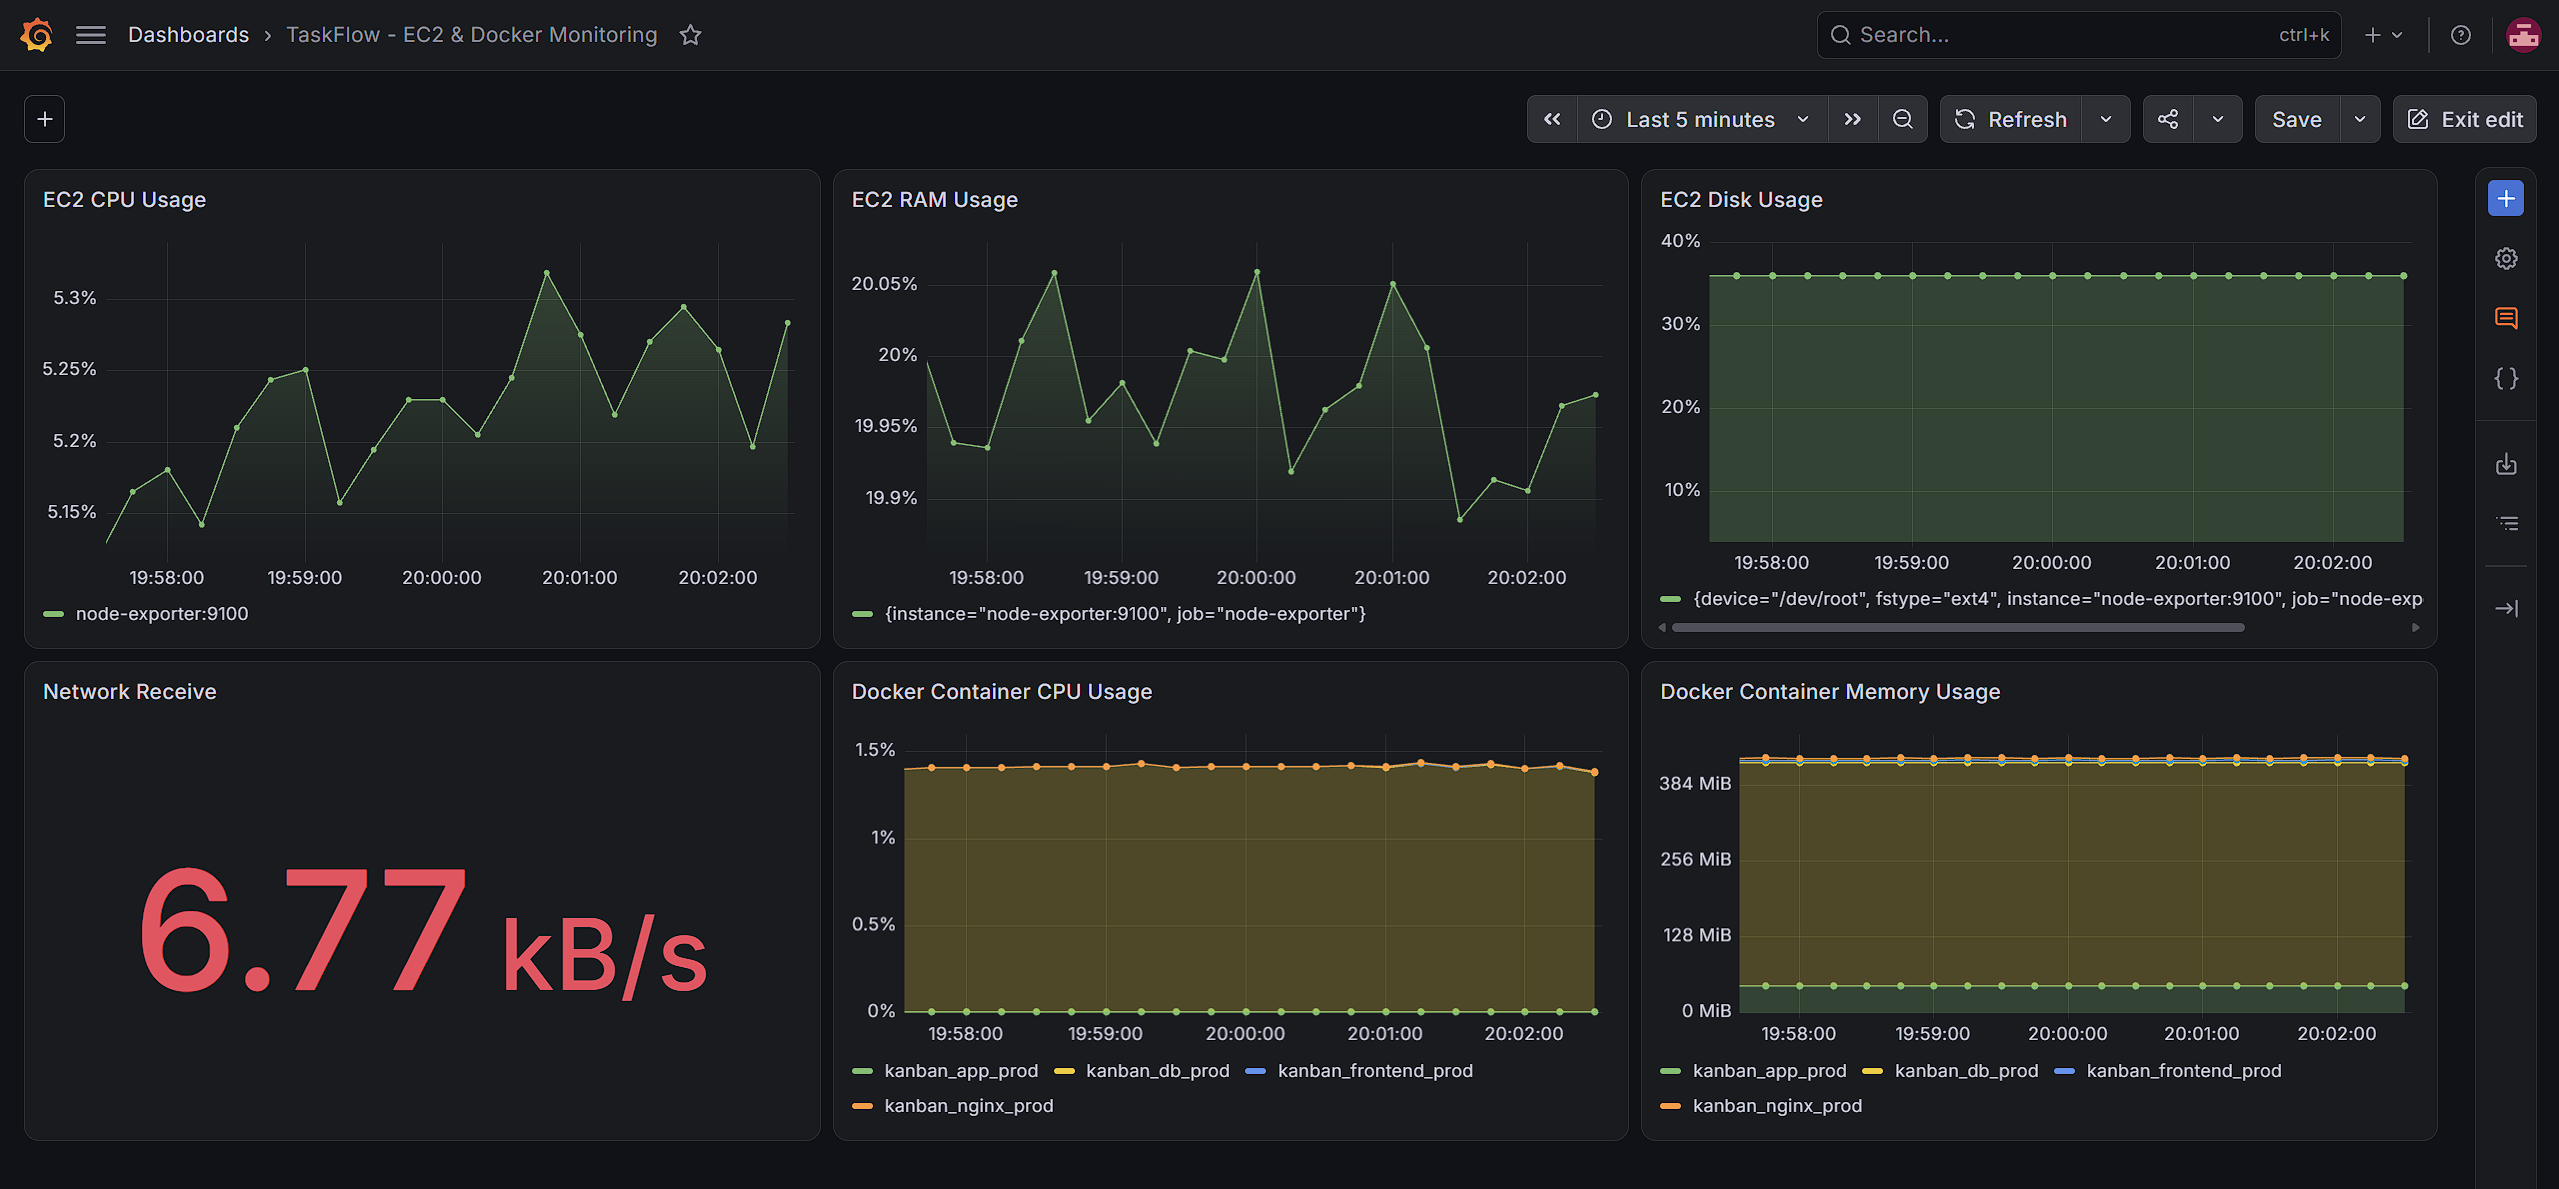 Dashboards › TaskFlow - EC2 & Docker Monitoring
Search... ctrl+k
Last 5 minutes Refresh Save Exit edit
EC2 CPU Usage
5.3%
5.25%
5.2%
5.15%
19:58:00 19:59:00 20:00:00 20:01:00 20:02:00
node-exporter:9100
EC2 RAM Usage
20.05%
20%
19.95%
19.9%
19:58:00 19:59:00 20:00:00 20:01:00 20:02:00
{instance="node-exporter:9100", job="node-exporter"}
EC2 Disk Usage
40%
30%
20%
10%
19:58:00 19:59:00 20:00:00 20:01:00 20:02:00
{device="/dev/root", fstype="ext4", instance="node-exporter:9100", job="node-exp
Network Receive
6.77 kB/s
Docker Container CPU Usage
1.5%
1%
0.5%
0%
19:58:00 19:59:00 20:00:00 20:01:00 20:02:00
kanban_app_prod kanban_db_prod kanban_frontend_prod
kanban_nginx_prod
Docker Container Memory Usage
384 MiB
256 MiB
128 MiB
0 MiB
19:58:00 19:59:00 20:00:00 20:01:00 20:02:00
kanban_app_prod kanban_db_prod kanban_frontend_prod
kanban_nginx_prod